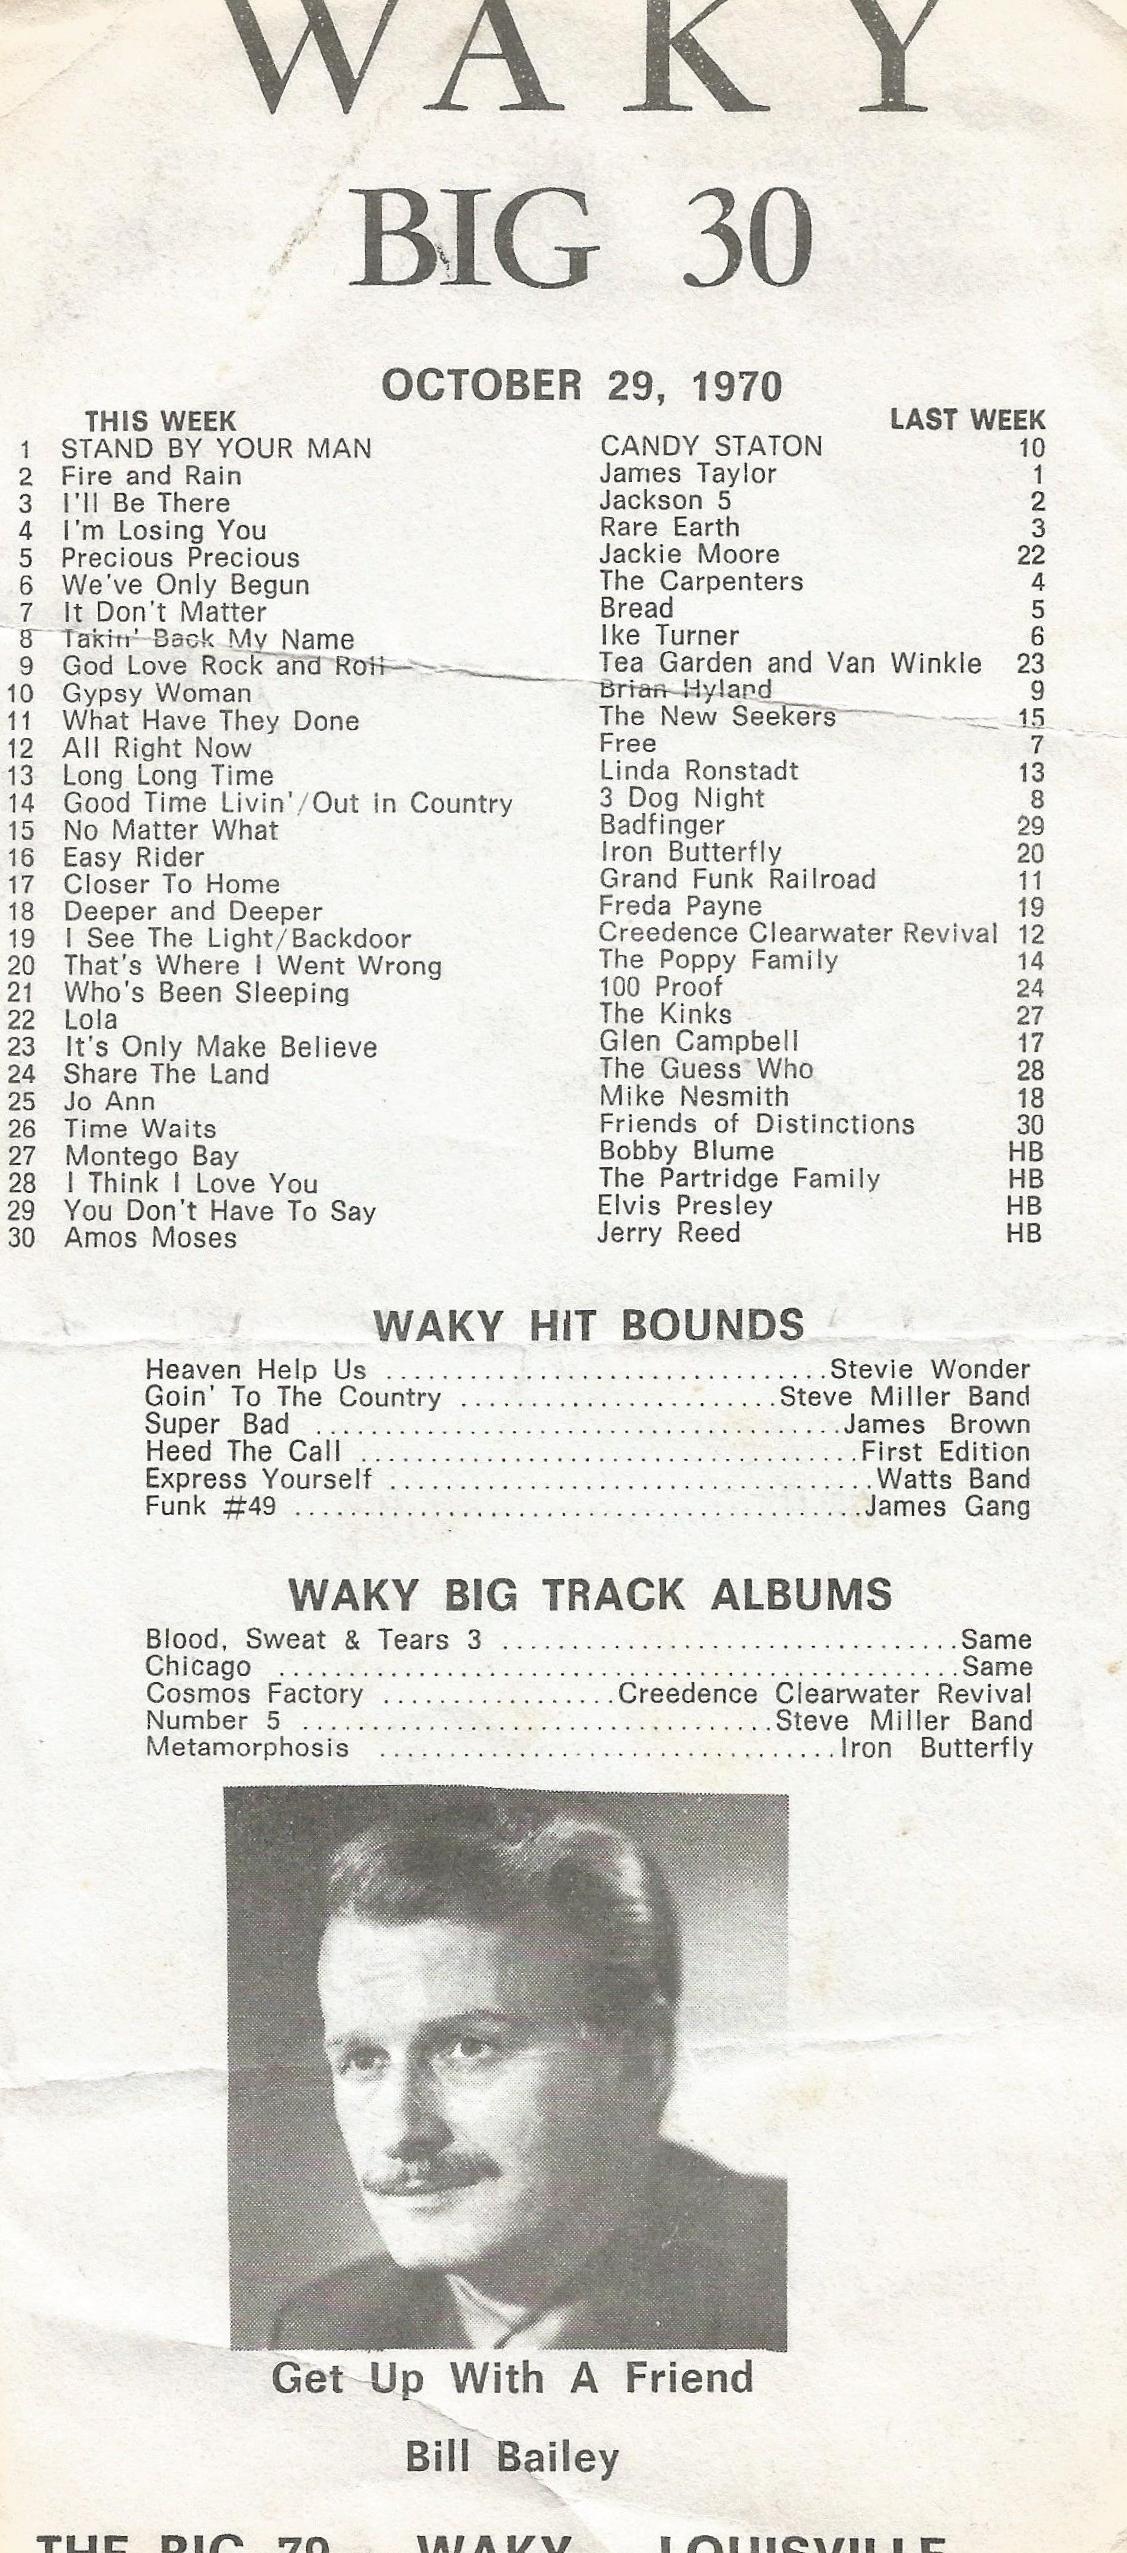 WAKY
BIG 30
OCTOBER 29, 1970
THIS WEEK LAST WEEK
1 STAND BY YOUR MAN CANDY STATON 10
2 Fire and Rain James Taylor 1
3 I'll Be There Jackson 5 2
4 I'm Losing You Rare Earth 3
5 Precious Precious Jackie Moore 22
6 We've Only Begun The Carpenters 4
7 It Don't Matter Bread 5
8 Takin' Back My Name Ike Turner 6
9 God Love Rock and Roll Tea Garden and Van Winkle 23
10 Gypsy Woman Brian Hyland 9
11 What Have They Done The New Seekers 15
12 All Right Now Free 7
13 Long Long Time Linda Ronstadt 13
14 Good Time Livin'/Out in Country 3 Dog Night 8
15 No Matter What Badfinger 29
16 Easy Rider Iron Butterfly 20
17 Closer To Home Grand Funk Railroad 11
18 Deeper and Deeper Freda Payne 19
19 I See The Light/Backdoor Creedence Clearwater Revival 12
20 That's Where I Went Wrong The Poppy Family 14
21 Who's Been Sleeping 100 Proof 24
22 Lola The Kinks 27
23 It's Only Make Believe Glen Campbell 17
24 Share The Land The Guess Who 28
25 Jo Ann Mike Nesmith 18
26 Time Waits Friends of Distinctions 30
27 Montego Bay Bobby Blume HB
28 I Think I Love You The Partridge Family HB
29 You Don't Have To Say Elvis Presley HB
30 Amos Moses Jerry Reed HB
WAKY HIT BOUNDS
Heaven Help Us ................................Stevie Wonder
Goin' To The Country .......................Steve Miller Band
Super Bad ......................................James Brown
Heed The Call ....................................First Edition
Express Yourself ...................................Watts Band
Funk #49 .........................................James Gang
WAKY BIG TRACK ALBUMS
Blood, Sweat & Tears 3 .................................Same
Chicago .................................................Same
Cosmos Factory .................Creedence Clearwater Revival
Number 5 ..................................Steve Miller Band
Metamorphosis .................................Iron Butterfly
Get Up With A Friend
Bill Bailey
THE BIG 79 WAKY LOUISVILLE